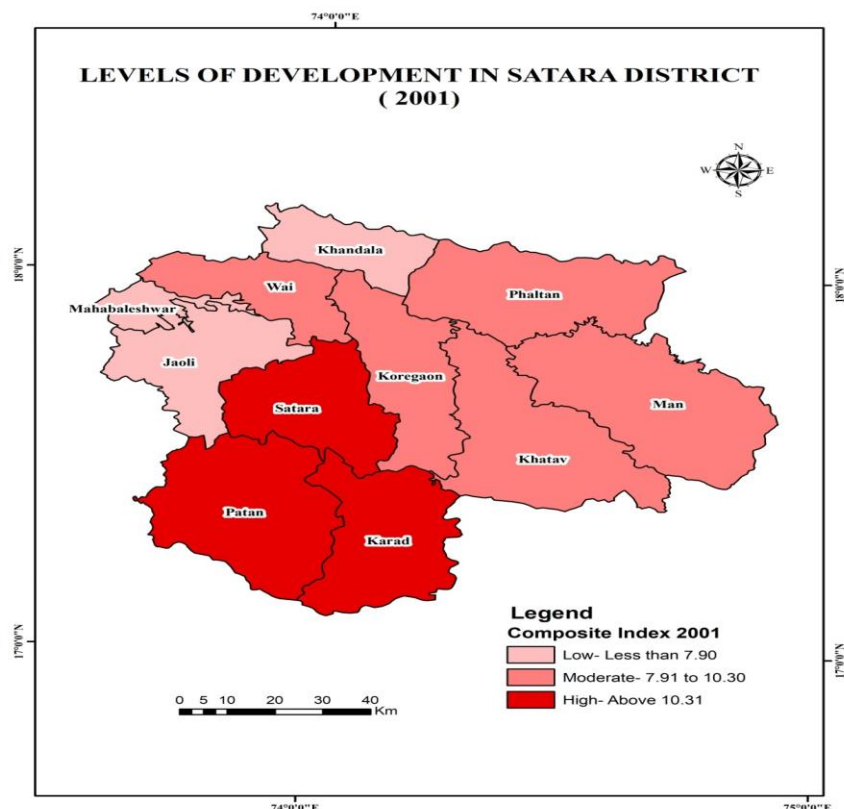 74°0'0"E
LEVELS OF DEVELOPMENT IN SATARA DISTRICT
( 2001)
N
W E
S
18°0'0"N
18°0'0"N
Khandala
Wai
Phaltan
Mahabaleshwar
Jaoli
Koregaon
Satara
Man
Khatav
Patan
Karad
Legend
Composite Index 2001
Low- Less than 7.90
Moderate- 7.91 to 10.30
High- Above 10.31
17°0'0"N
17°0'0"N
0 5 10 20 30 40
Km
74°0'0"E
75°0'0"E